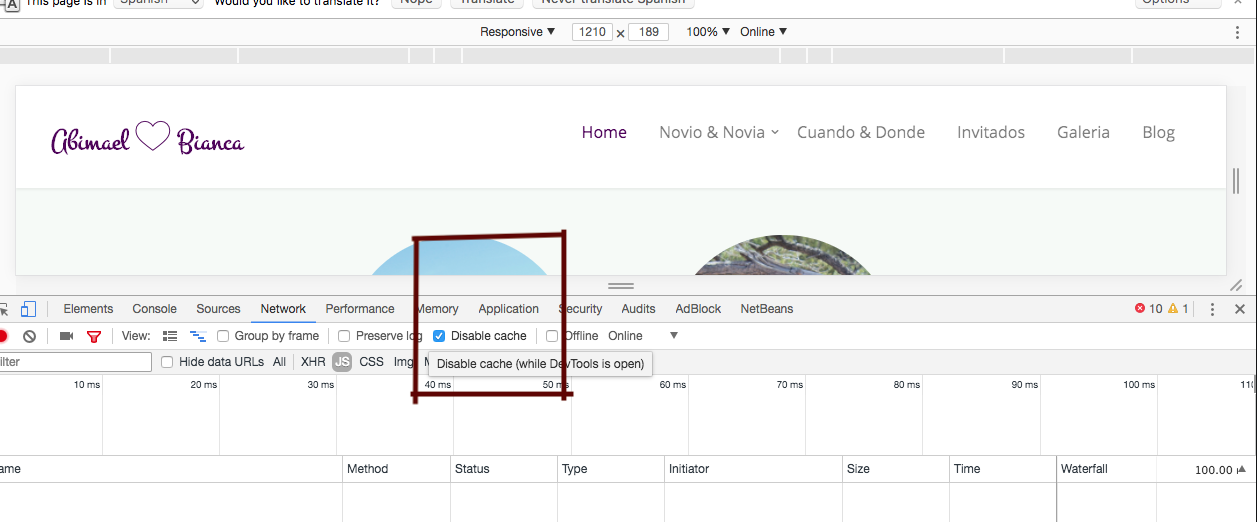 A This page is in Spanish Would you like to translate it? Nope Translate Never translate Spanish Options
Responsive ▼ 1210 × 189 100% ▼ Online ▼
Abimael Bianca Home Novio & Novia Cuando & Donde Invitados Galeria Blog
Elements Console Sources Network Performance Memory Application Security Audits AdBlock NetBeans 10 1
View: Group by frame Preserve log Disable cache Offline Online ▼
ilter Hide data URLs All XHR JS CSS Img M
Disable cache (while DevTools is open)
10 ms 20 ms 30 ms 40 ms 50 ms 60 ms 70 ms 80 ms 90 ms 100 ms 110
ame Method Status Type Initiator Size Time Waterfall 100.00